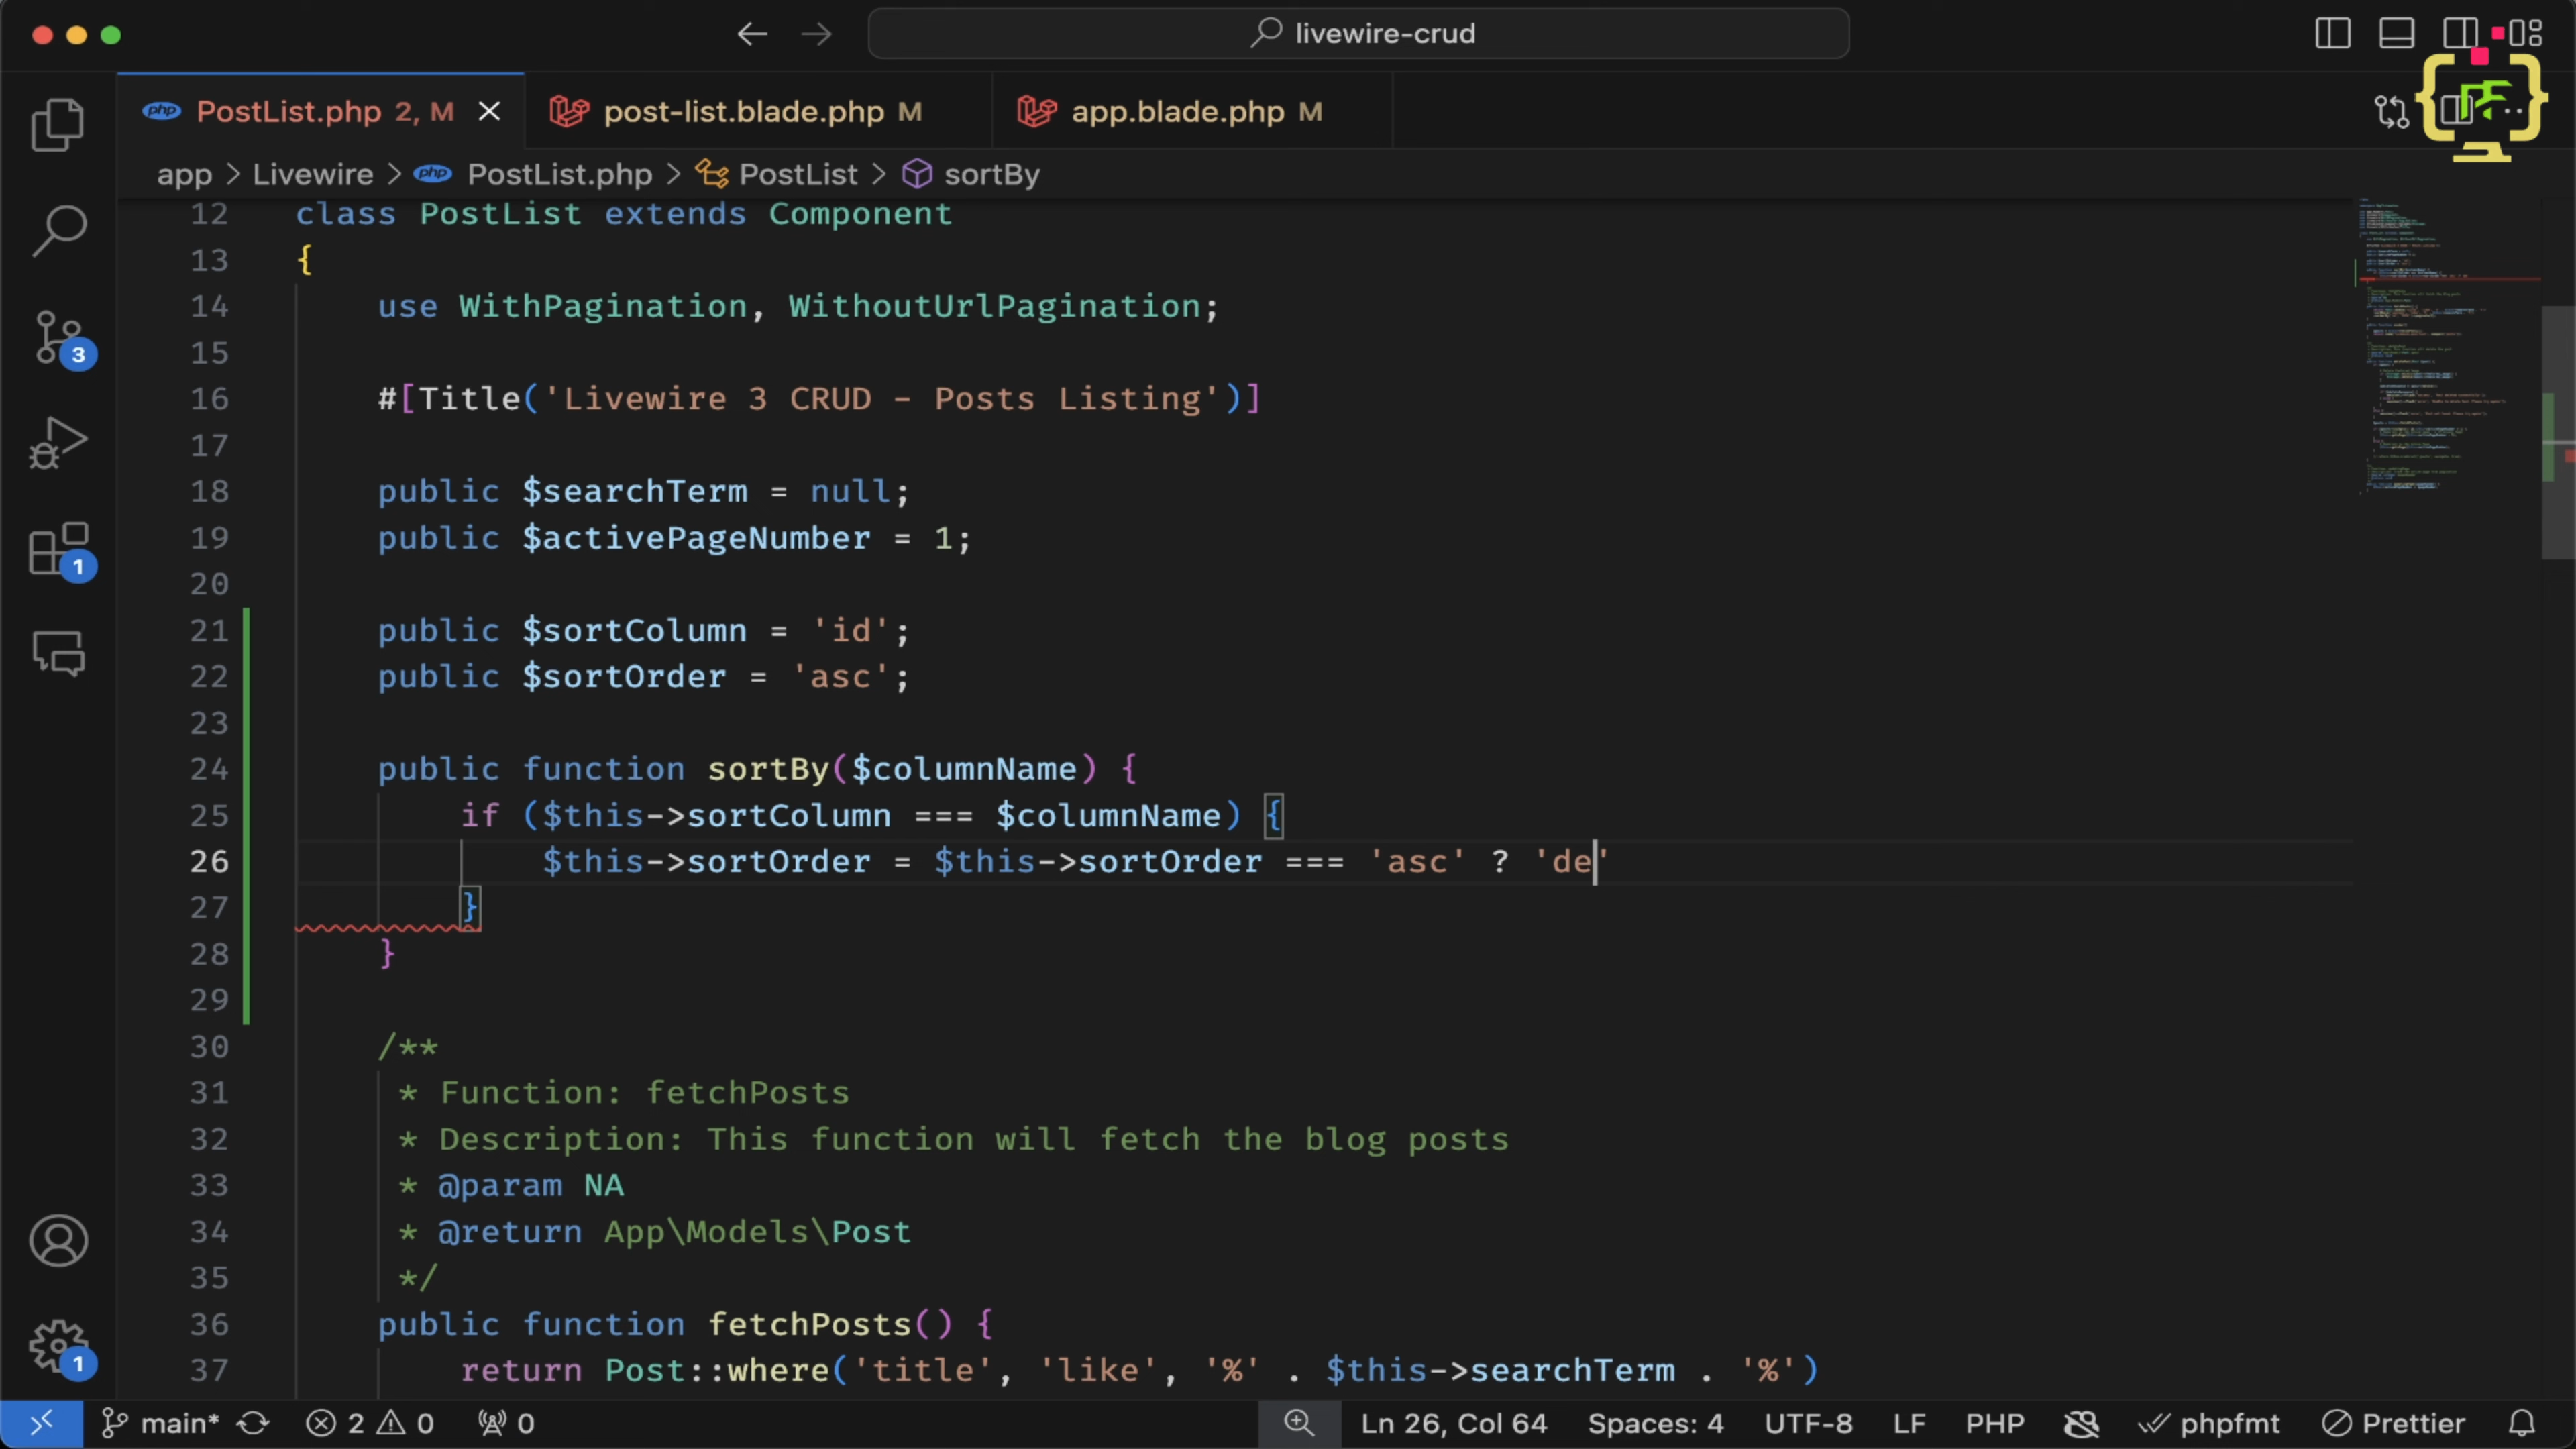 livewire-crud
PostList.php 2, M
post-list.blade.php M
app.blade.php M
app > Livewire > php PostList.php > PostList > sortBy
12 class PostList extends Component
13 {
14 use WithPagination, WithoutUrlPagination;
15
16 #[Title('Livewire 3 CRUD - Posts Listing')]
17
18 public $searchTerm = null;
19 public $activePageNumber = 1;
20
21 public $sortColumn = 'id';
22 public $sortOrder = 'asc';
23
24 public function sortBy($columnName) {
25 if ($this->sortColumn === $columnName) {
26 $this->sortOrder = $this->sortOrder === 'asc' ? 'de'
27 }
28 }
29
30 /**
31 * Function: fetchPosts
32 * Description: This function will fetch the blog posts
33 * @param NA
34 * @return App\Models\Post
35 */
36 public function fetchPosts() {
37 return Post::where('title', 'like', '%' . $this->searchTerm . '%')
3
1
1
main* 2 0 0 Ln 26, Col 64 Spaces: 4 UTF-8 LF PHP phpfmt Prettier